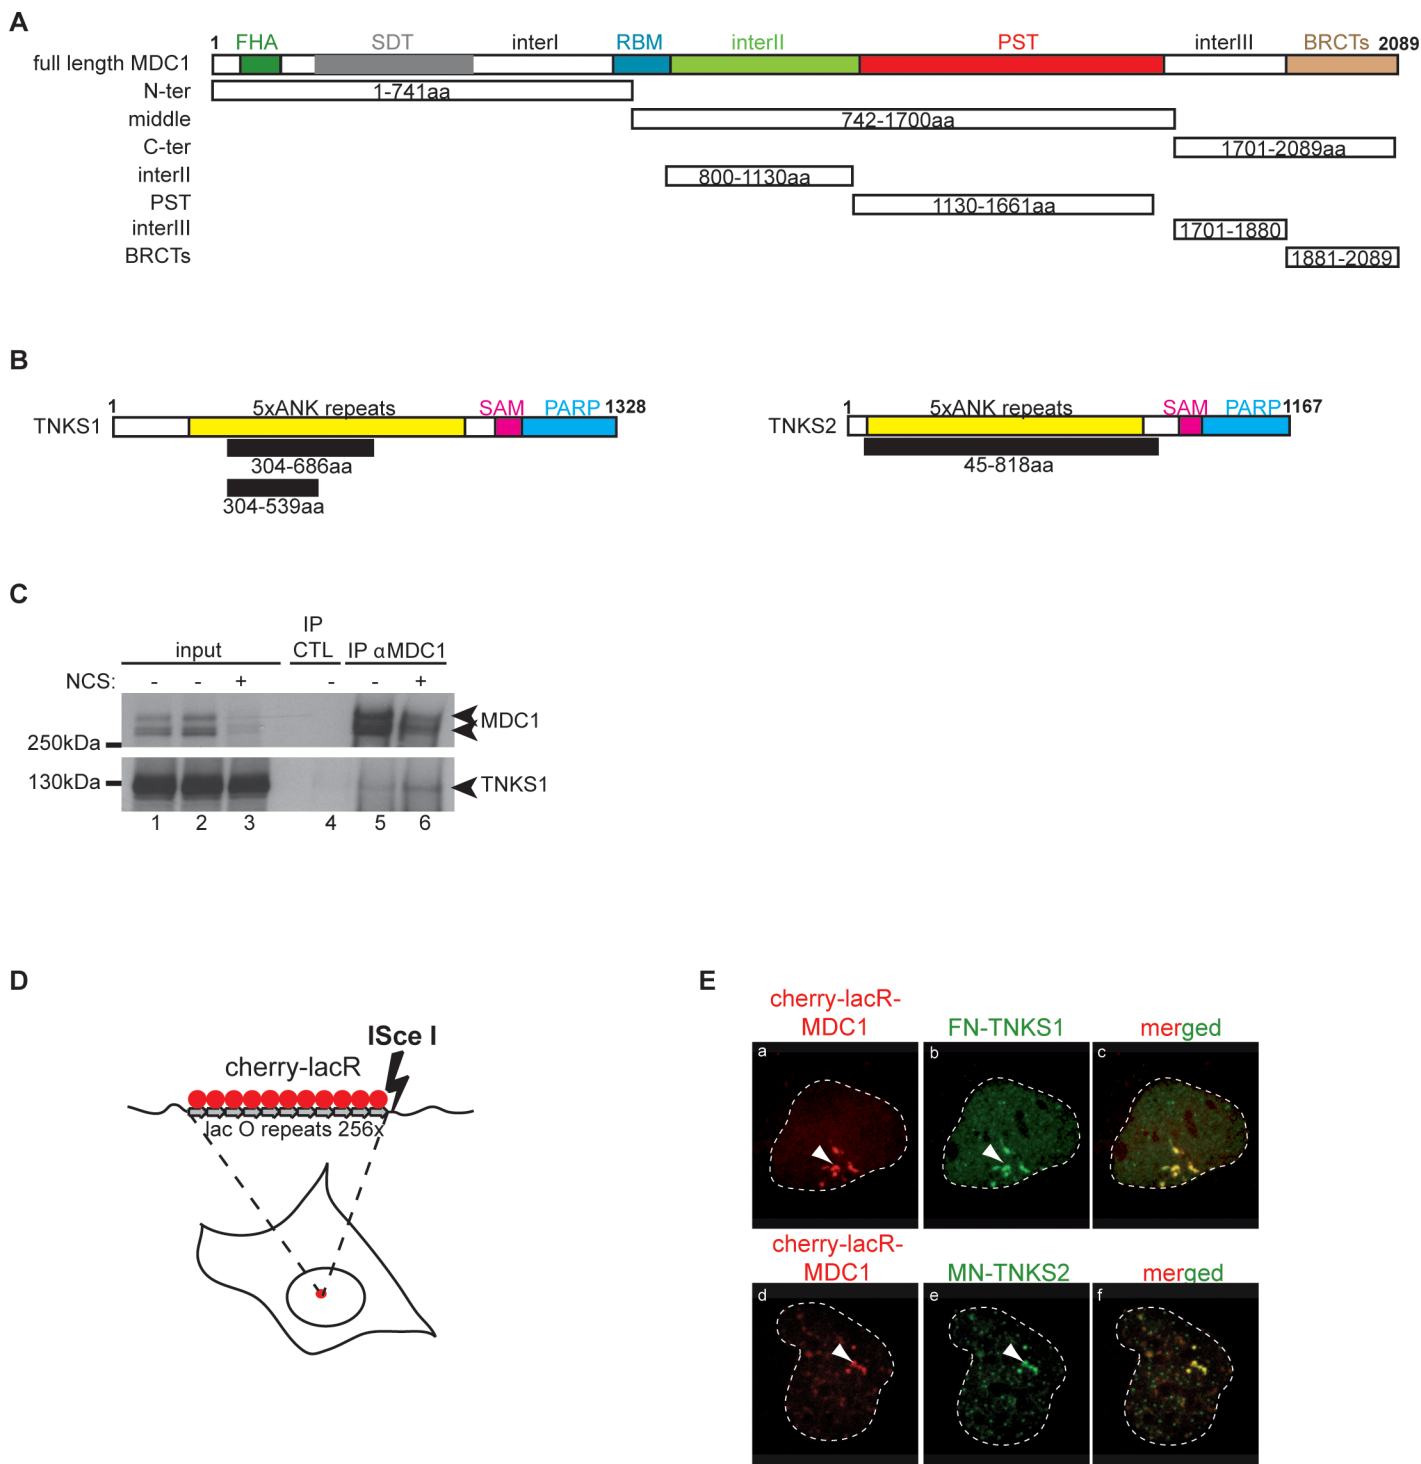 A
1 FHA SDT interI RBM interII PST interIII BRCTs 2089
full length MDC1
N-ter 1-741aa
middle 742-1700aa
C-ter 1701-2089aa
interII 800-1130aa
PST 1130-1661aa
interIII 1701-1880
BRCTs 1881-2089
B
1 5xANK repeats SAM PARP 1328
TNKS1
304-686aa
304-539aa
1 5xANK repeats SAM PARP 1167
TNKS2
45-818aa
C
IP
input CTL IP αMDC1
NCS: - - + - - +
MDC1
250kDa
130kDa TNKS1
1 2 3 4 5 6
D
ISce I
cherry-lacR
lac O repeats 256x
E
cherry-lacR-
MDC1 FN-TNKS1 merged
a b c
cherry-lacR-
MDC1 MN-TNKS2 merged
d e f